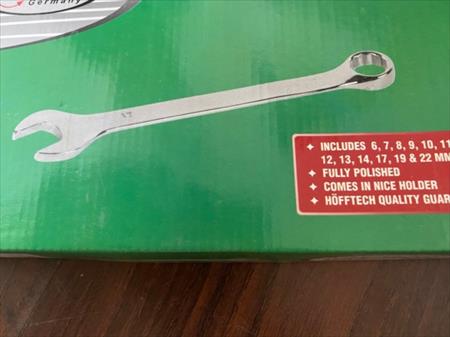 Germany
17
✦ INCLUDES 6, 7, 8, 9, 10, 11
12, 13, 14, 17, 19 & 22 MM
✦ FULLY POLISHED
✦ COMES IN NICE HOLDER
✦ HÖFFTECH QUALITY GUAR